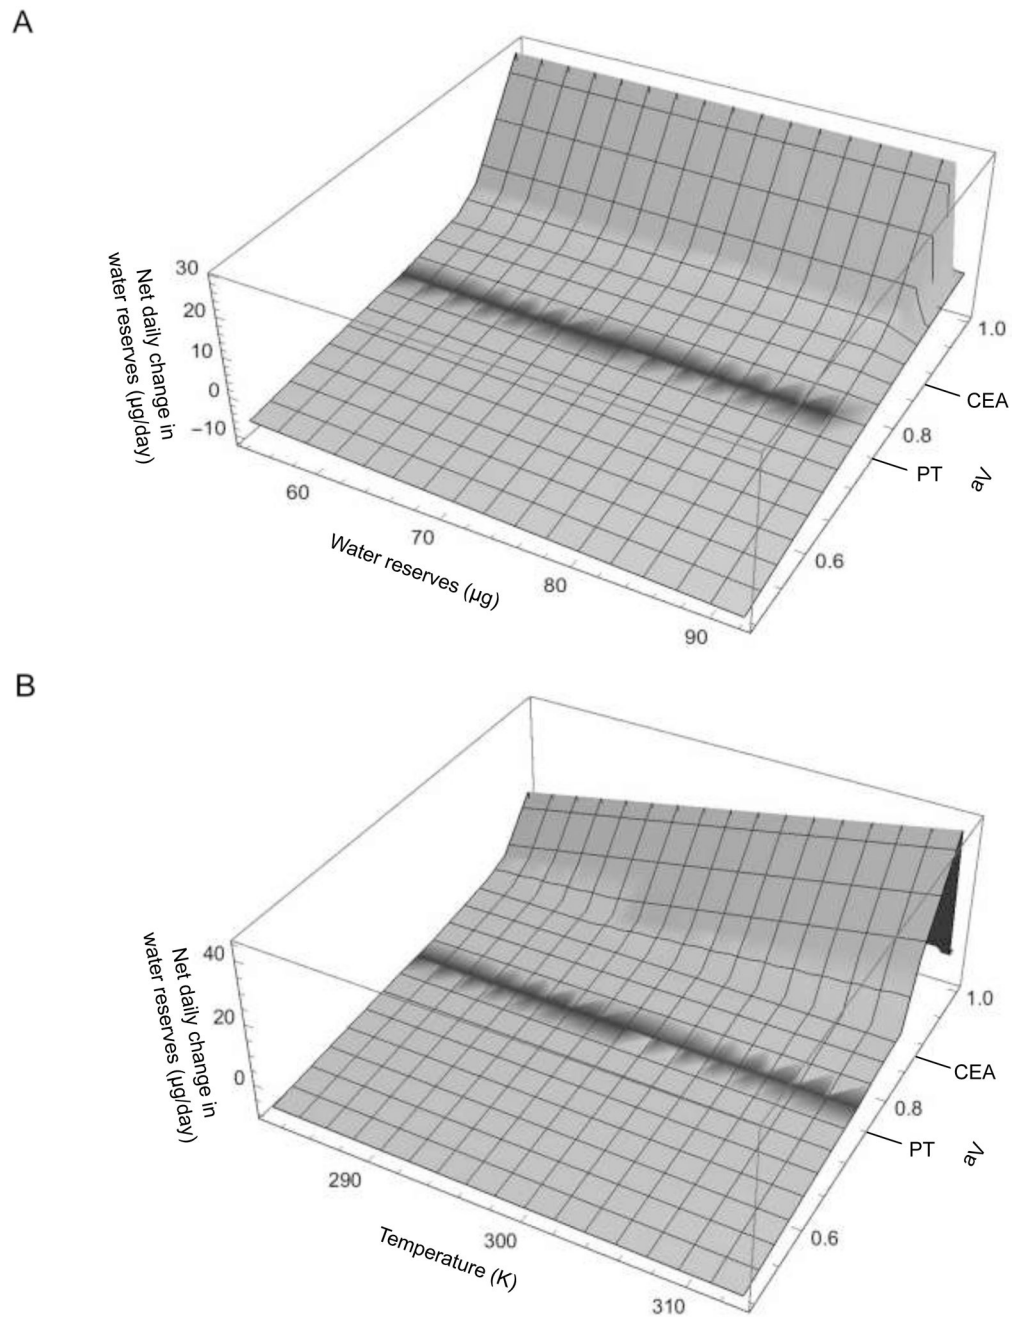 A
Net daily change in
water reserves (µg/day)
30
20
10
0
−10
60
70
80
90
Water reserves (µg)
1.0
CEA
0.8
PT
aV
0.6
B
Net daily change in
water reserves (µg/day)
40
20
0
290
300
310
Temperature (K)
1.0
CEA
0.8
PT
aV
0.6